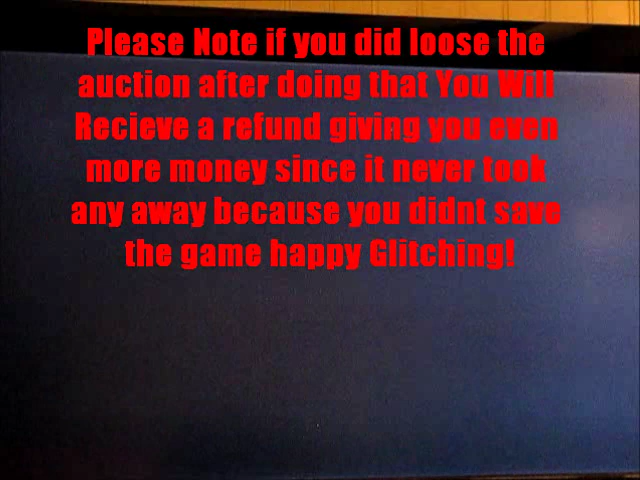 Please Note if you did loose the
auction after doing that You Will
Recieve a refund giving you even
more money since it never took
any away because you didnt save
the game happy Glitching!